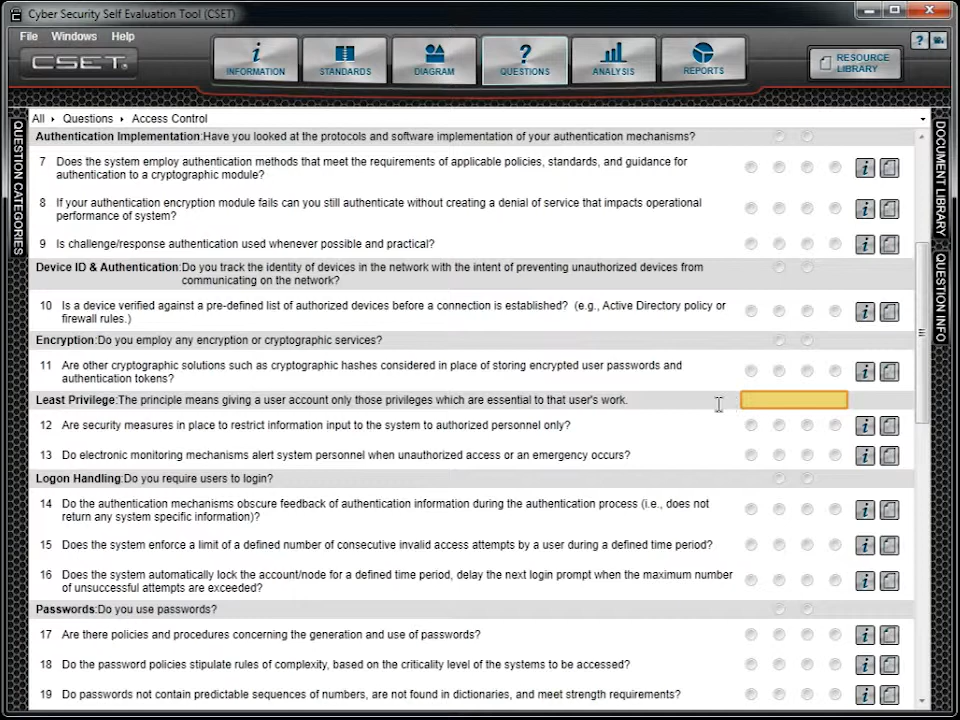 Cyber Security Self Evaluation Tool (CSET)
File Windows Help
CSET
INFORMATION
STANDARDS
DIAGRAM
QUESTIONS
ANALYSIS
REPORTS
RESOURCE
LIBRARY
QUESTION CATEGORIES
DOCUMENT LIBRARY
QUESTION INFO
All Questions Access Control
Authentication Implementation:Have you looked at the protocols and software implementation of your authentication mechanisms?
7 Does the system employ authentication methods that meet the requirements of applicable policies, standards, and guidance for
authentication to a cryptographic module?
8 If your authentication encryption module fails can you still authenticate without creating a denial of service that impacts operational
performance of system?
9 Is challenge/response authentication used whenever possible and practical?
Device ID & Authentication:Do you track the identity of devices in the network with the intent of preventing unauthorized devices from
communicating on the network?
10 Is a device verified against a pre-defined list of authorized devices before a connection is established? (e.g., Active Directory policy or
firewall rules.)
Encryption:Do you employ any encryption or cryptographic services?
11 Are other cryptographic solutions such as cryptographic hashes considered in place of storing encrypted user passwords and
authentication tokens?
Least Privilege:The principle means giving a user account only those privileges which are essential to that user's work.
12 Are security measures in place to restrict information input to the system to authorized personnel only?
13 Do electronic monitoring mechanisms alert system personnel when unauthorized access or an emergency occurs?
Logon Handling:Do you require users to login?
14 Do the authentication mechanisms obscure feedback of authentication information during the authentication process (i.e., does not
return any system specific information)?
15 Does the system enforce a limit of a defined number of consecutive invalid access attempts by a user during a defined time period?
16 Does the system automatically lock the account/node for a defined time period, delay the next login prompt when the maximum number
of unsuccessful attempts are exceeded?
Passwords:Do you use passwords?
17 Are there policies and procedures concerning the generation and use of passwords?
18 Do the password policies stipulate rules of complexity, based on the criticality level of the systems to be accessed?
19 Do passwords not contain predictable sequences of numbers, are not found in dictionaries, and meet strength requirements?